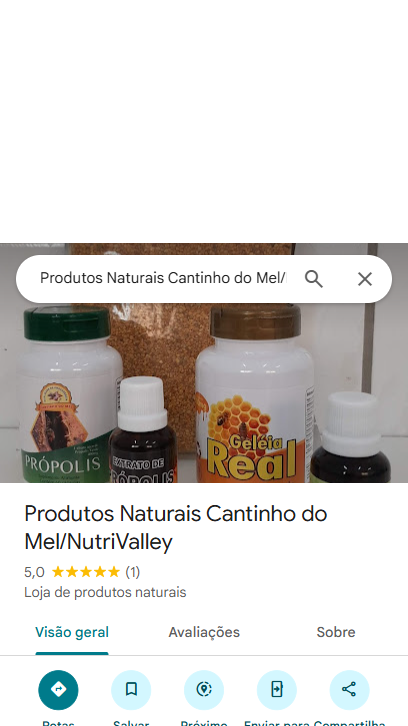 Produtos Naturais Cantinho do Mel/
PRÓPOLIS
EXTRATO DE
PRÓPOLIS
Geléia
Real
Produtos Naturais Cantinho do
Mel/NutriValley
5,0 (1)
Loja de produtos naturais
Visão geral Avaliações Sobre
Rotas Salvar Próximo Enviar para Compartilha